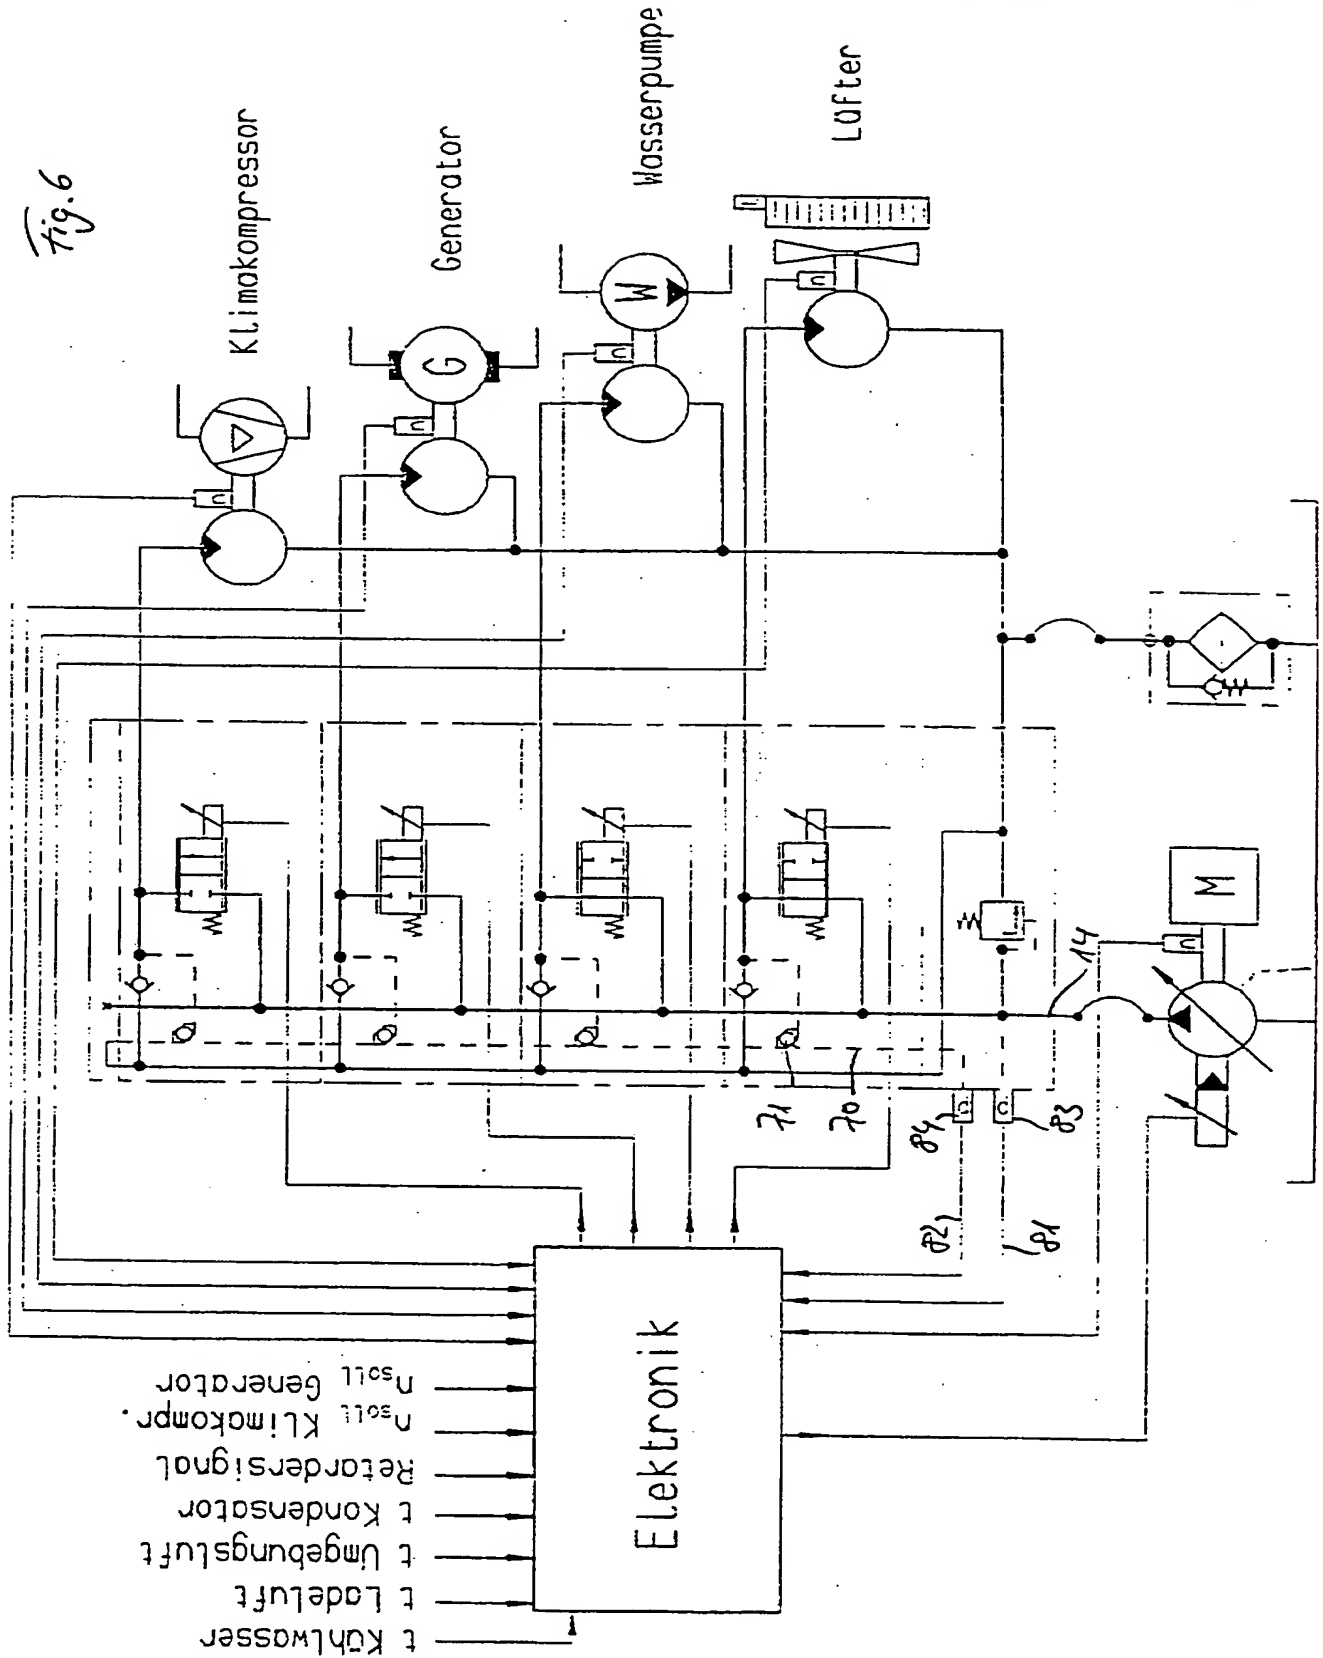 Fig. 6
Klimakompressor
Generator
Wasserpumpe
Lüfter
G
W
M
n
n
n
n
n
14
71
70
84
83
82
81
Elektronik
n soll Generator
n soll Klimakompr.
Retardersignal
t Kondensator
t Umgebungsluft
t Ladeluft
t Kühlwasser